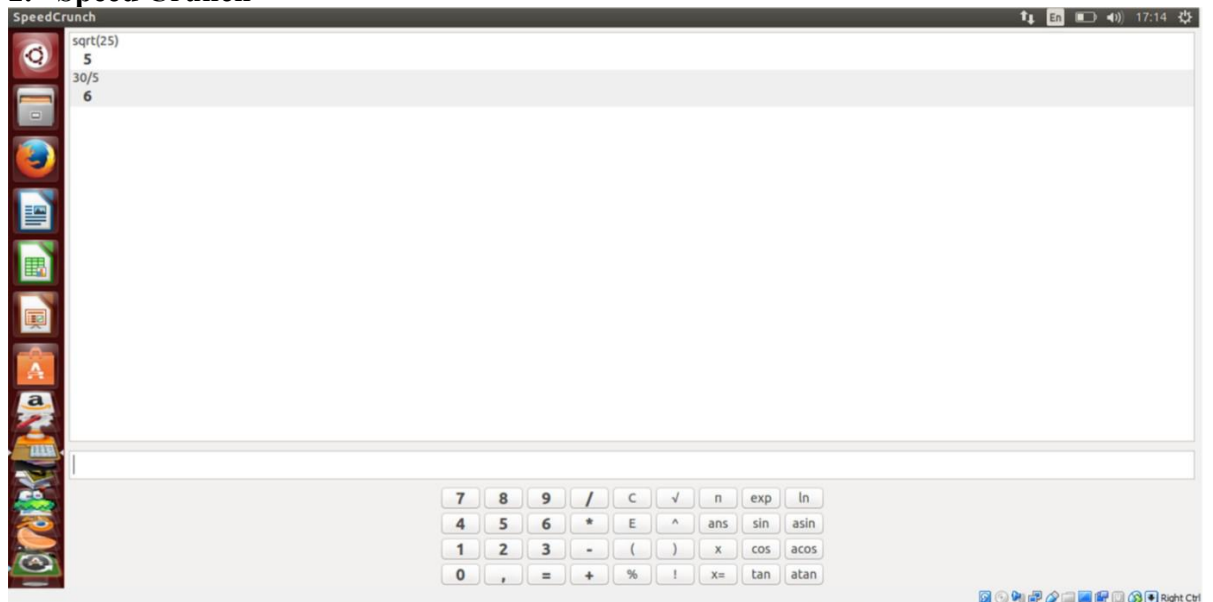 SpeedCrunch
En 17:14
sqrt(25)
5
30/5
6
7 8 9 / C √ n exp ln
4 5 6 * E ^ ans sin asin
1 2 3 - ( ) x cos acos
0 , = + % ! x= tan atan
Right Ctrl